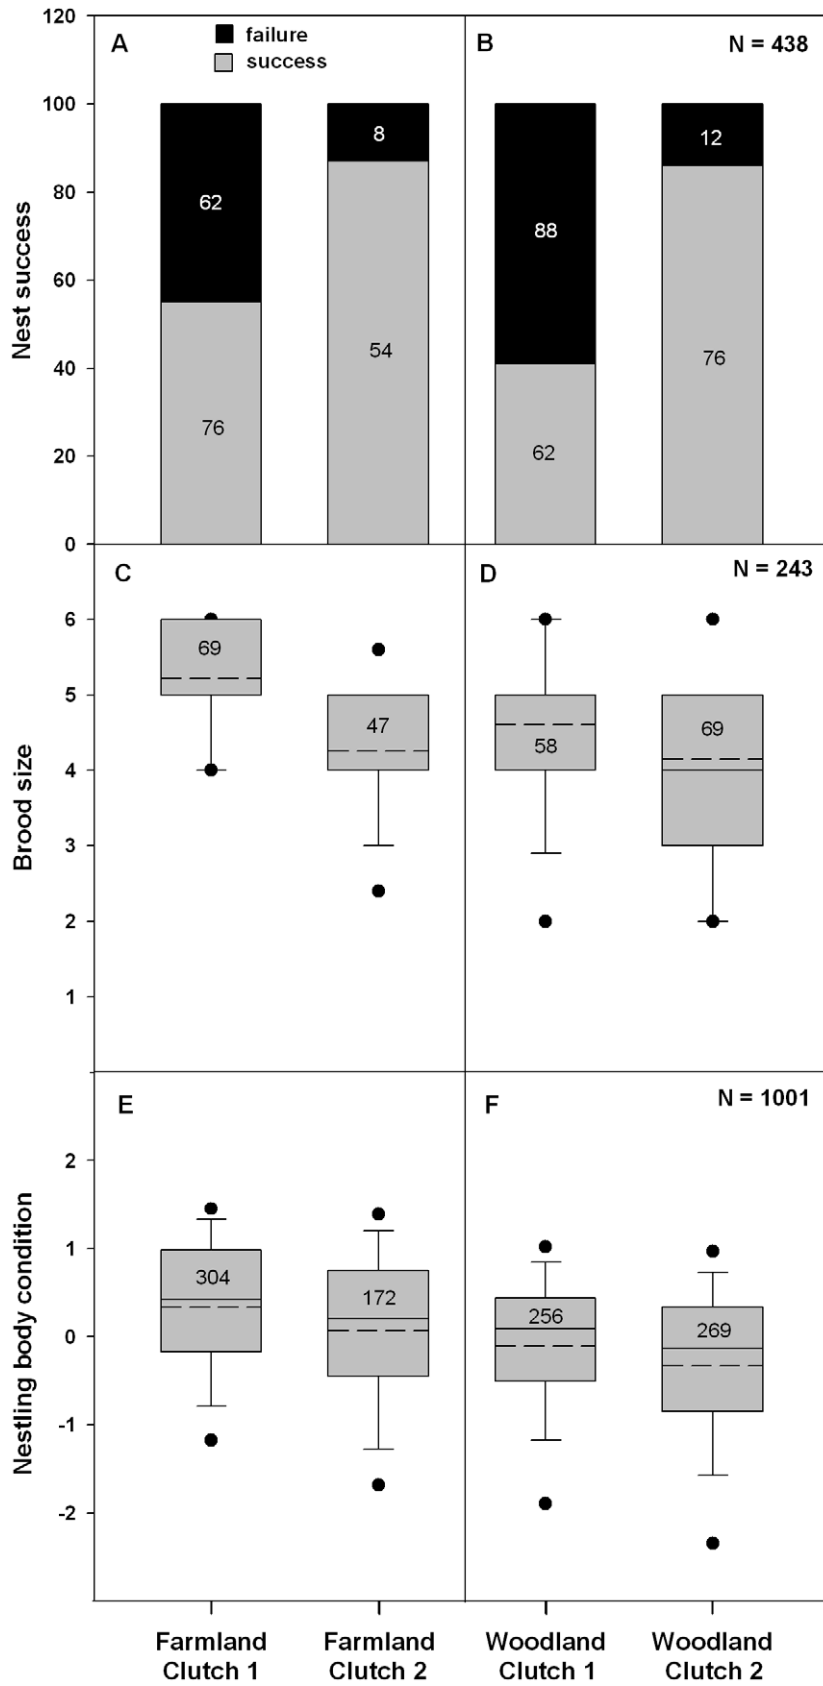 120
A
failure
success
B
N = 438
100
80
60
40
20
0
Nest success
62
76
8
54
88
62
12
76
C
D
N = 243
6
5
4
3
2
1
Brood size
69
47
58
69
E
F
N = 1001
2
1
0
-1
-2
Nestling body condition
304
172
256
269
Farmland
Clutch 1
Farmland
Clutch 2
Woodland
Clutch 1
Woodland
Clutch 2